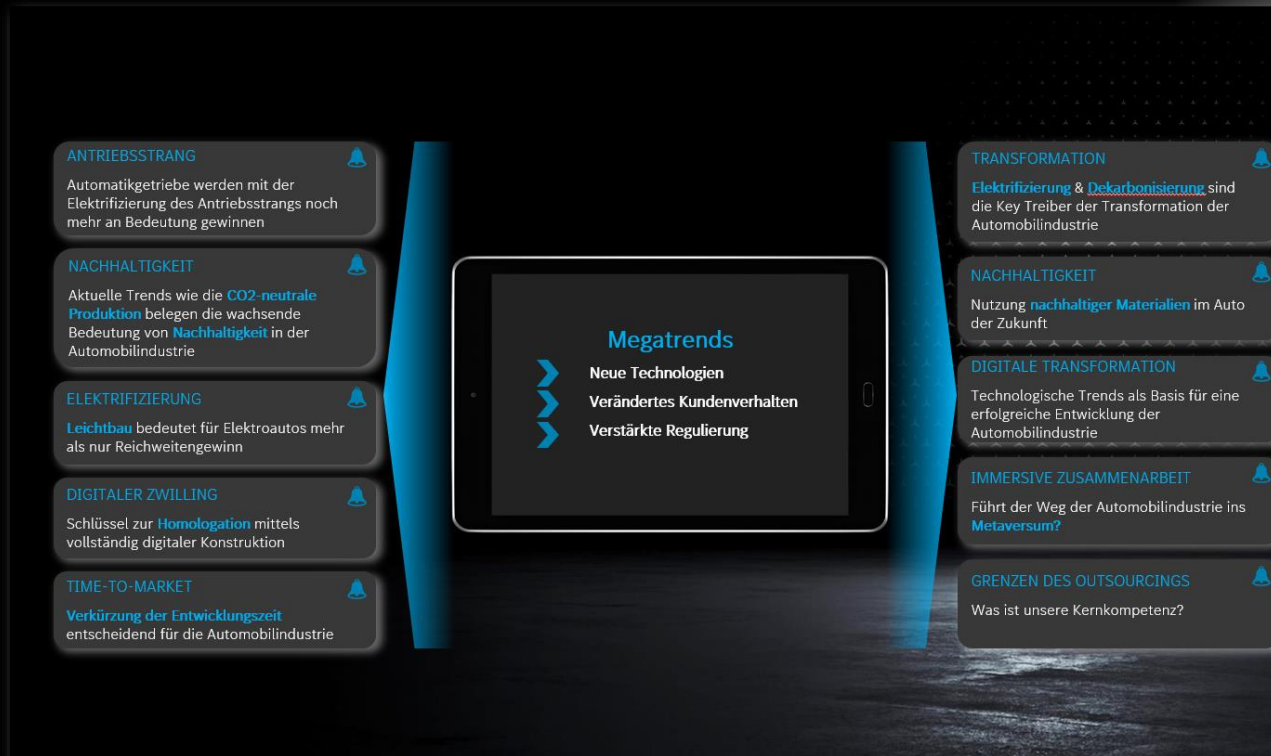 ANTRIEBSSTRANG
Automatikgetriebe werden mit der
Elektrifizierung des Antriebsstrangs noch
mehr an Bedeutung gewinnen
NACHHALTIGKEIT
Aktuelle Trends wie die CO2-neutrale
Produktion belegen die wachsende
Bedeutung von Nachhaltigkeit in der
Automobilindustrie
ELEKTRIFIZIERUNG
Leichtbau bedeutet für Elektroautos mehr
als nur Reichweitengewinn
DIGITALER ZWILLING
Schlüssel zur Homologation mittels
vollständig digitaler Konstruktion
TIME-TO-MARKET
Verkürzung der Entwicklungszeit
entscheidend für die Automobilindustrie
Megatrends
Neue Technologien
Verändertes Kundenverhalten
Verstärkte Regulierung
TRANSFORMATION
Elektrifizierung & Dekarbonisierung sind
die Key Treiber der Transformation der
Automobilindustrie
NACHHALTIGKEIT
Nutzung nachhaltiger Materialien im Auto
der Zukunft
DIGITALE TRANSFORMATION
Technologische Trends als Basis für eine
erfolgreiche Entwicklung der
Automobilindustrie
IMMERSIVE ZUSAMMENARBEIT
Führt der Weg der Automobilindustrie ins
Metaversum?
GRENZEN DES OUTSOURCINGS
Was ist unsere Kernkompetenz?